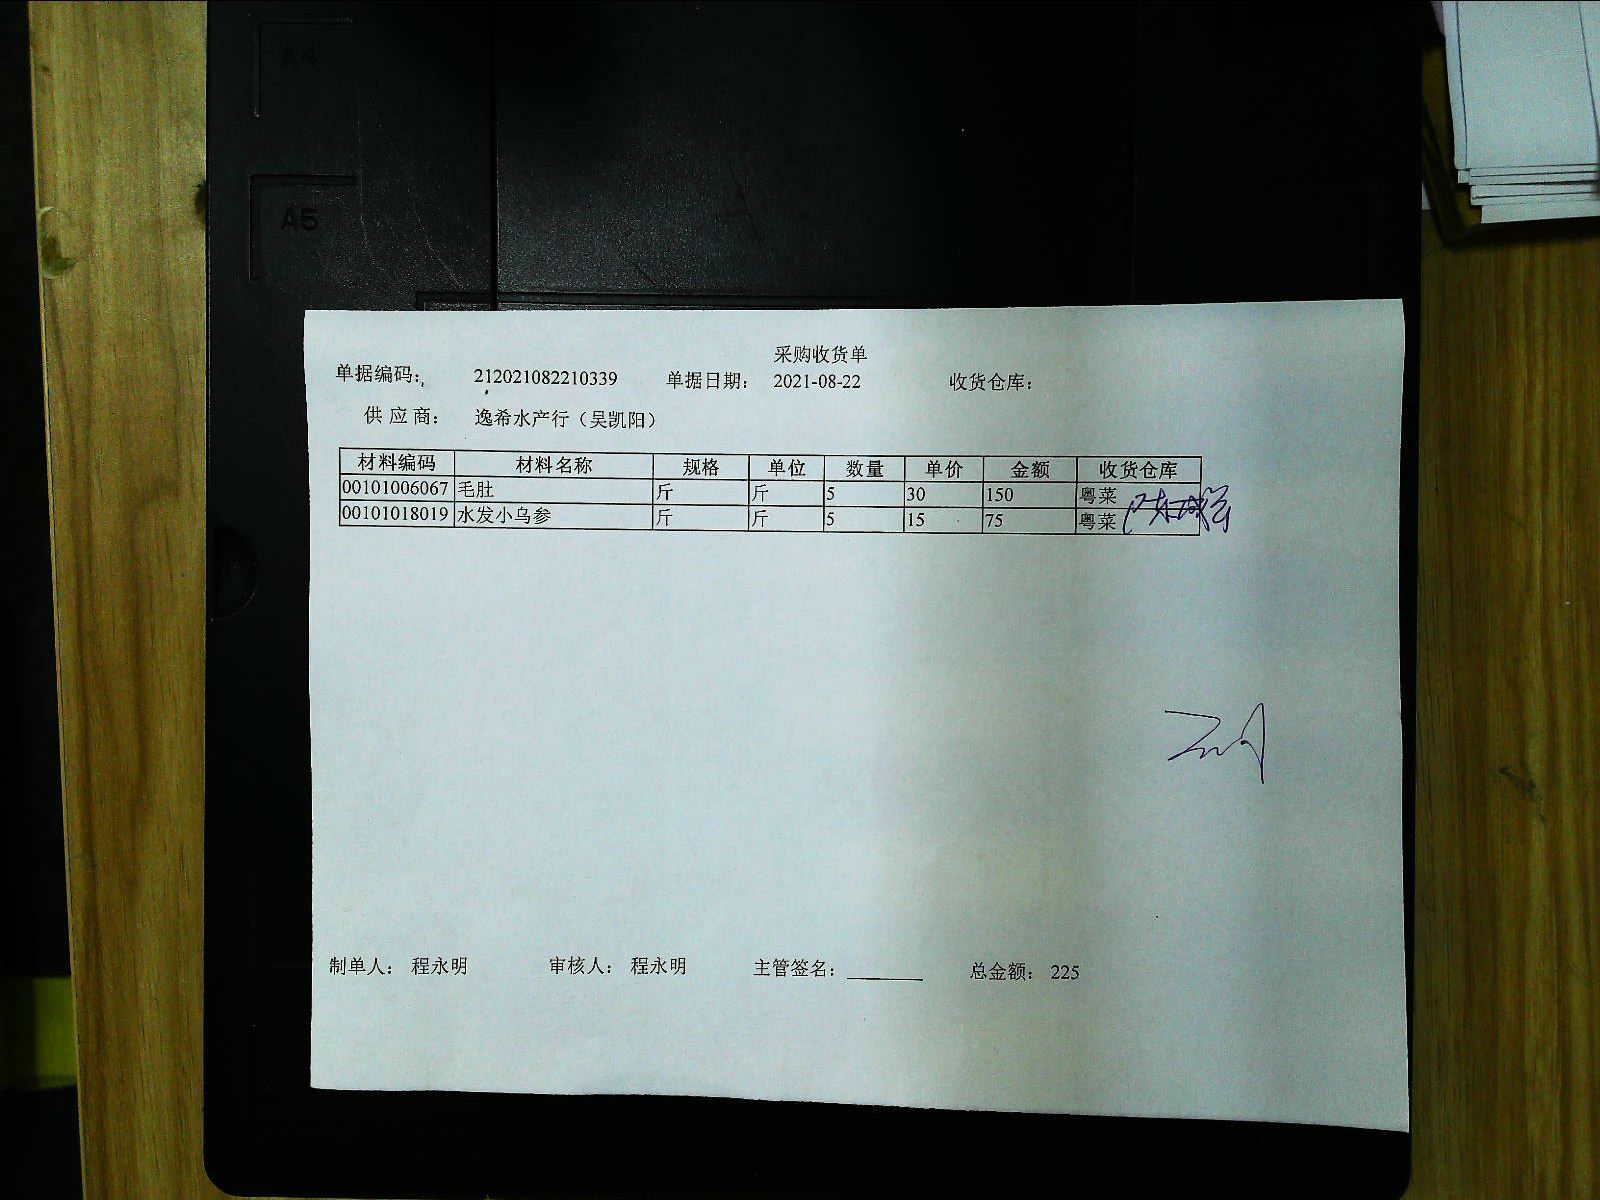 A4
A5
采购收货单
单据编码： 212021082210339 单据日期： 2021-08-22 收货仓库：
供应商： 逸希水产行（吴凯阳）
材料编码 材料名称 规格 单位 数量 单价 金额 收货仓库
00101006067 毛肚 斤 斤 5 30 150 粤菜
00101018019 水发小乌参 斤 斤 5 15 75 粤菜
制单人： 程永明 审核人： 程永明 主管签名： 总金额： 225